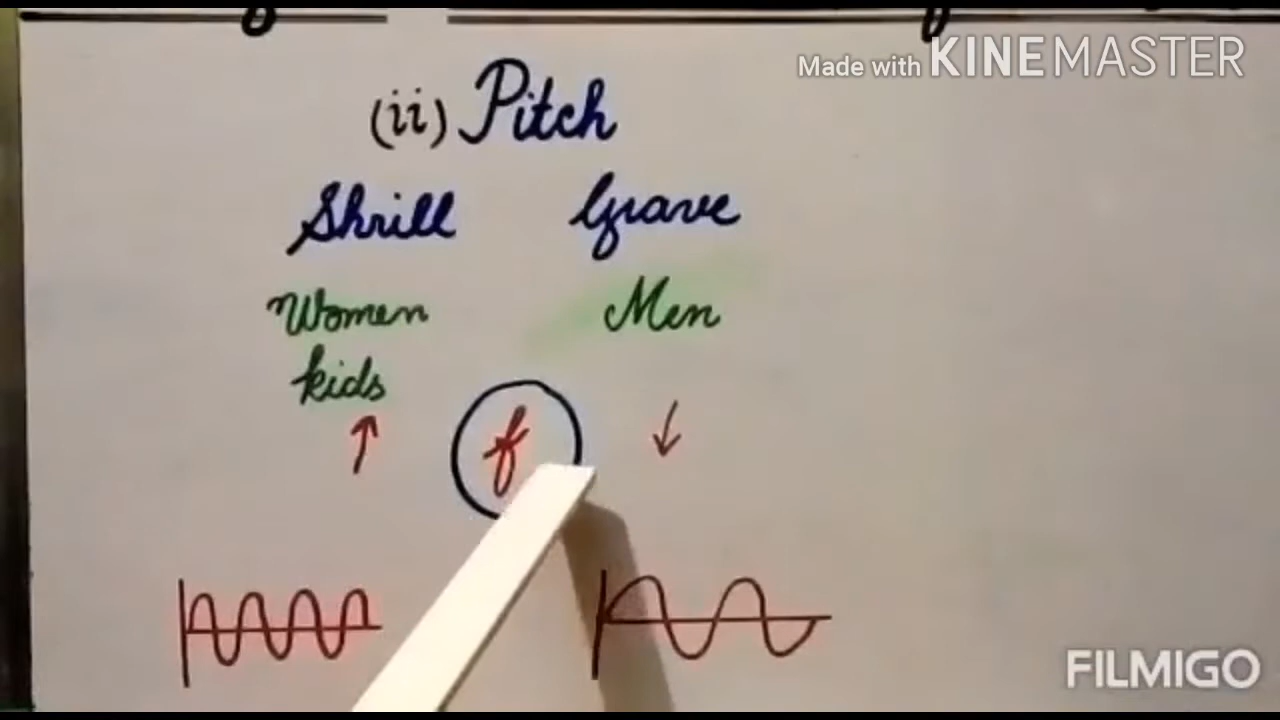 Made with KINEMASTER
(ii) Pitch
Shrill Grave
Women Men
kids
↑ f ↓
FILMIGO